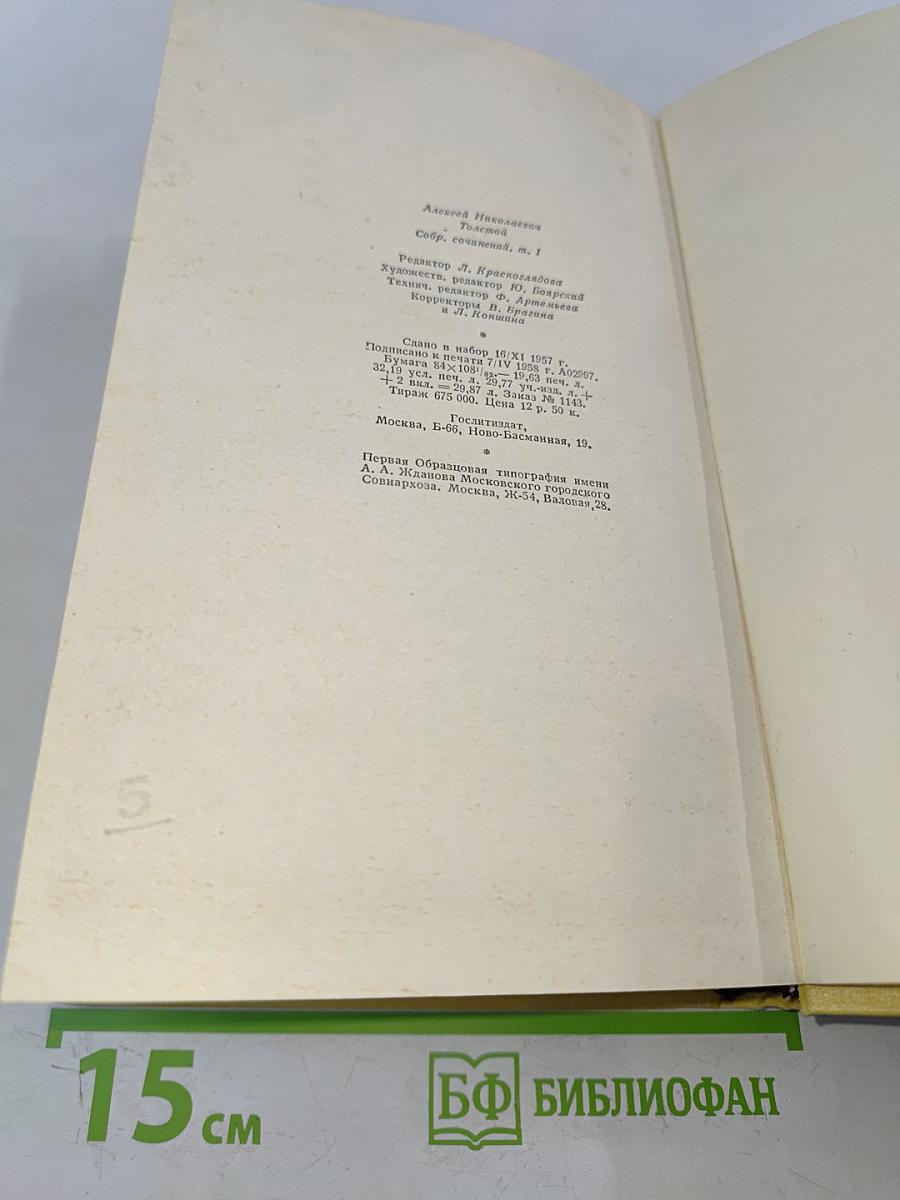 Алексей Николаевич
Толстой
Собр. сочинений, т. I
Редактор Л. Красноглядова
Художеств. редактор Ю. Боярский
Технич. редактор Ф. Артемьева
Корректоры В. Брагина
и Л. Коншина
*
Сдано в набор 16/XI 1957 г.
Подписано к печати 7/IV 1958 г. А02907.
Бумага 84×108¹/₃₂.— 19,63 печ. л.
32,19 усл. печ. л. 29,77 уч.-изд. л. +
+ 2 вкл. = 29,87 л. Заказ № 1143.
Тираж 675 000. Цена 12 р. 50 к.
Гослитиздат,
Москва, Б-66, Ново-Басманная, 19.
*
Первая Образцовая типография имени
А. А. Жданова Московского городского
Совнархоза. Москва, Ж-54, Валовая, 28.
5
15 см
БФ БИБЛИОФАН